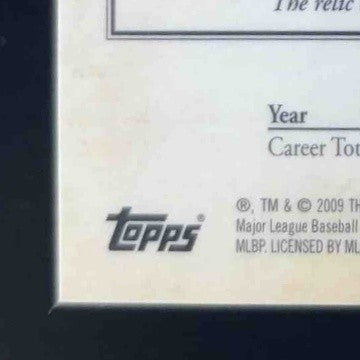 The relic
Year
Career Tot
®, TM & © 2009 TH
Major League Baseball
MLBP. LICENSED BY ML
Topps®